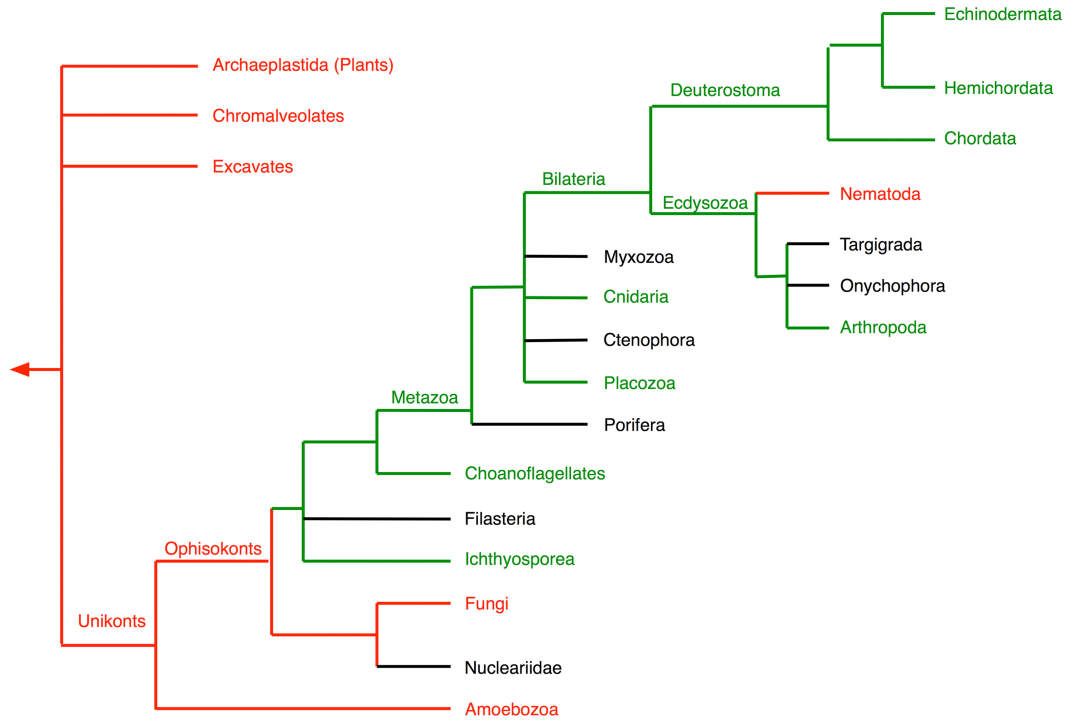 Echinodermata
Archaeplastida (Plants)
Deuterostoma
Hemichordata
Chromalveolates
Chordata
Excavates
Bilateria
Nematoda
Ecdysozoa
Targigrada
Myxozoa
Onychophora
Cnidaria
Arthropoda
Ctenophora
Placozoa
Metazoa
Porifera
Choanoflagellates
Filasteria
Ophisokonts
Ichthyosporea
Fungi
Unikonts
Nucleariidae
Amoebozoa